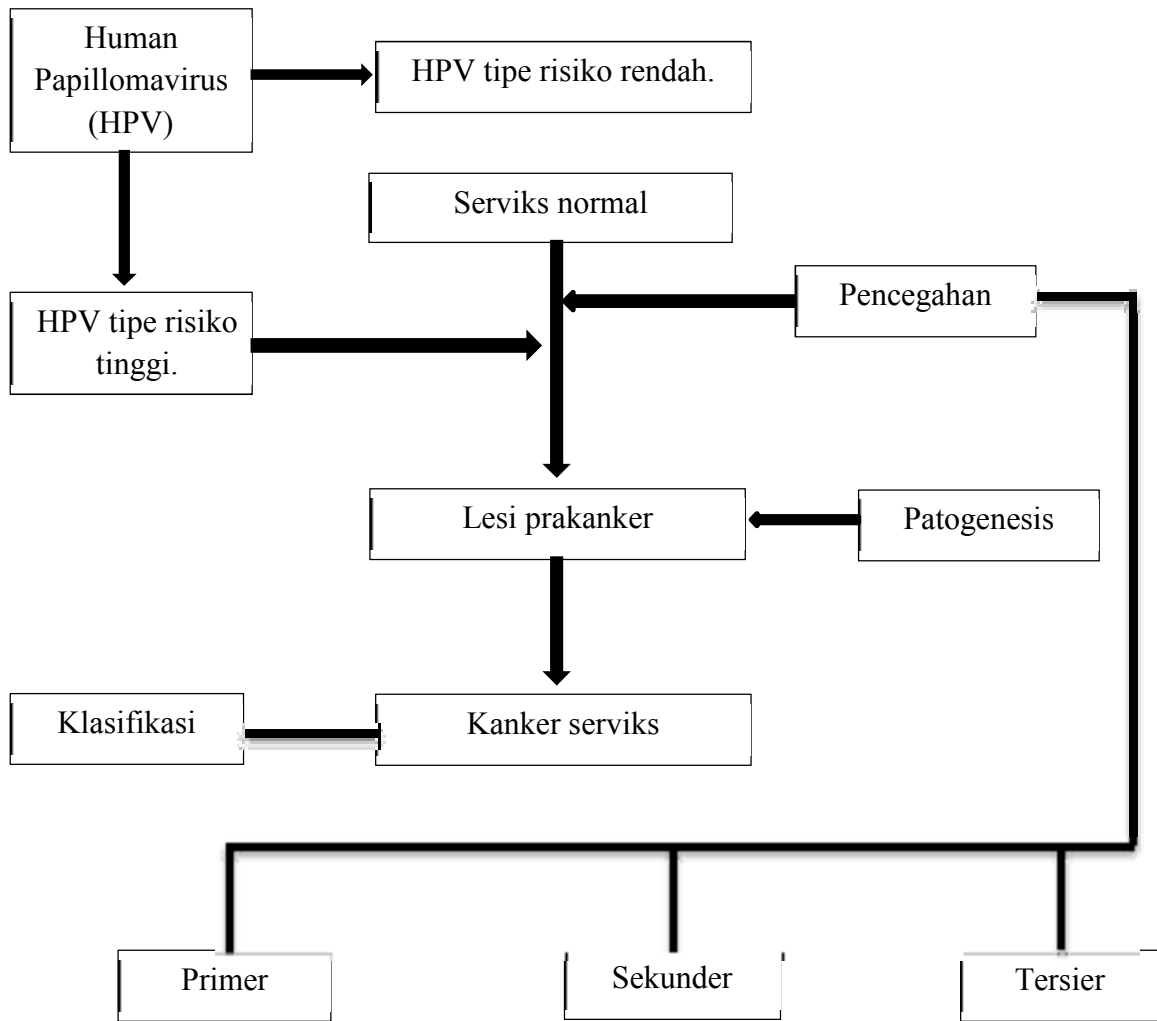 Human
Papillomavirus
(HPV)
HPV tipe risiko rendah.
Serviks normal
Pencegahan
HPV tipe risiko
tinggi.
Lesi prakanker
Patogenesis
Klasifikasi
Kanker serviks
Primer
Sekunder
Tersier